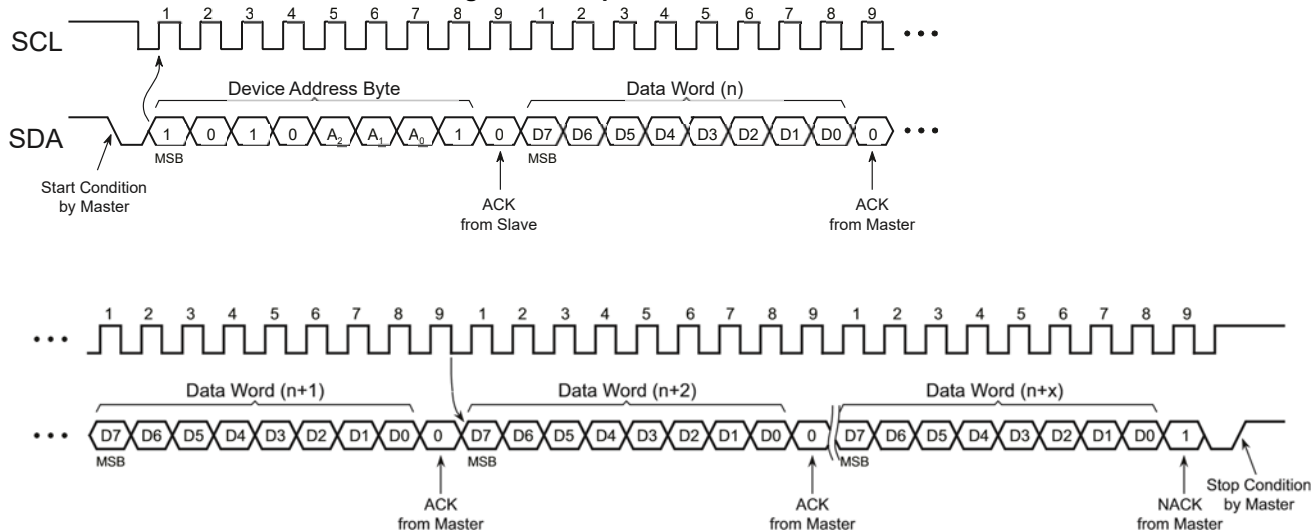 1 2 3 4 5 6 7 8 9 1 2 3 4 5 6 7 8 9
SCL
Device Address Byte Data Word (n)
SDA 1 0 1 0 A2 A1 A0 1 0 D7 D6 D5 D4 D3 D2 D1 D0 0
MSB MSB
Start Condition
by Master
ACK
from Slave
ACK
from Master
1 2 3 4 5 6 7 8 9 1 2 3 4 5 6 7 8 9 1 2 3 4 5 6 7 8 9
Data Word (n+1) Data Word (n+2) Data Word (n+x)
D7 D6 D5 D4 D3 D2 D1 D0 0 D7 D6 D5 D4 D3 D2 D1 D0 0 D7 D6 D5 D4 D3 D2 D1 D0 1
MSB MSB MSB
ACK
from Master
ACK
from Master
NACK
from Master
Stop Condition
by Master